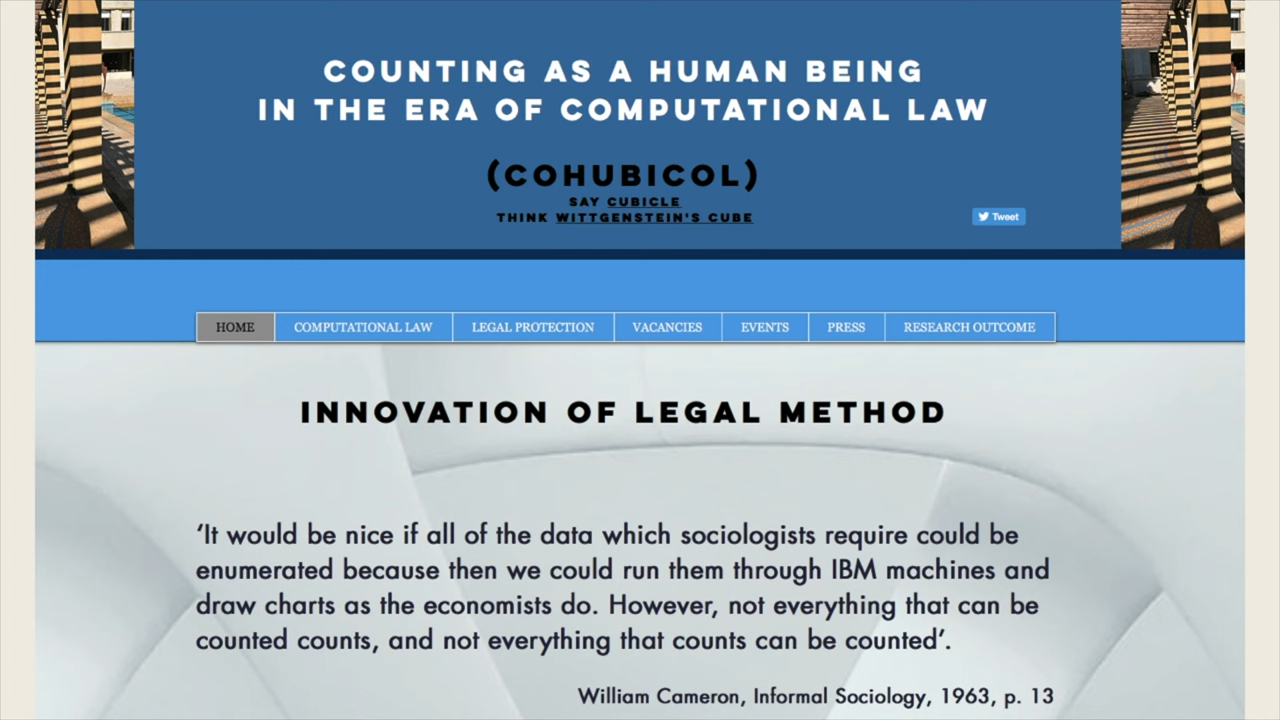 COUNTING AS A HUMAN BEING
IN THE ERA OF COMPUTATIONAL LAW
(COHUBICOL)
SAY CUBICLE
THINK WITTGENSTEIN'S CUBE
Tweet
HOME COMPUTATIONAL LAW LEGAL PROTECTION VACANCIES EVENTS PRESS RESEARCH OUTCOME
INNOVATION OF LEGAL METHOD
‘It would be nice if all of the data which sociologists require could be
enumerated because then we could run them through IBM machines and
draw charts as the economists do. However, not everything that can be
counted counts, and not everything that counts can be counted’.
William Cameron, Informal Sociology, 1963, p. 13